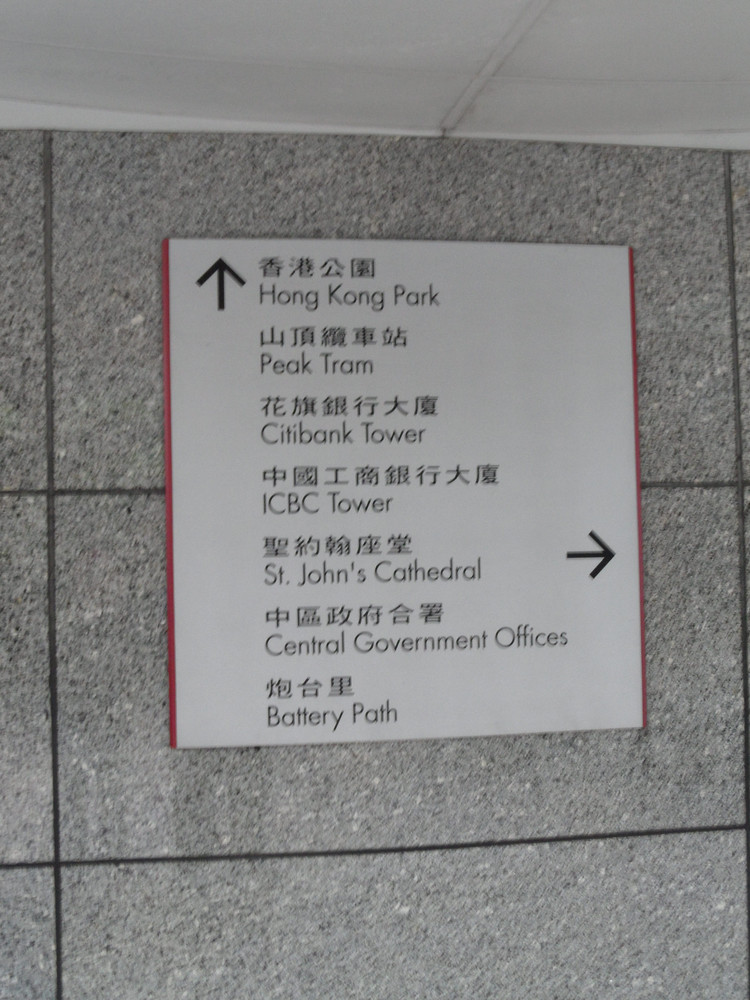 香港公園
Hong Kong Park
山頂纜車站
Peak Tram
花旗銀行大廈
Citibank Tower
中國工商銀行大廈
ICBC Tower
聖約翰座堂
St. John's Cathedral
中區政府合署
Central Government Offices
炮台里
Battery Path